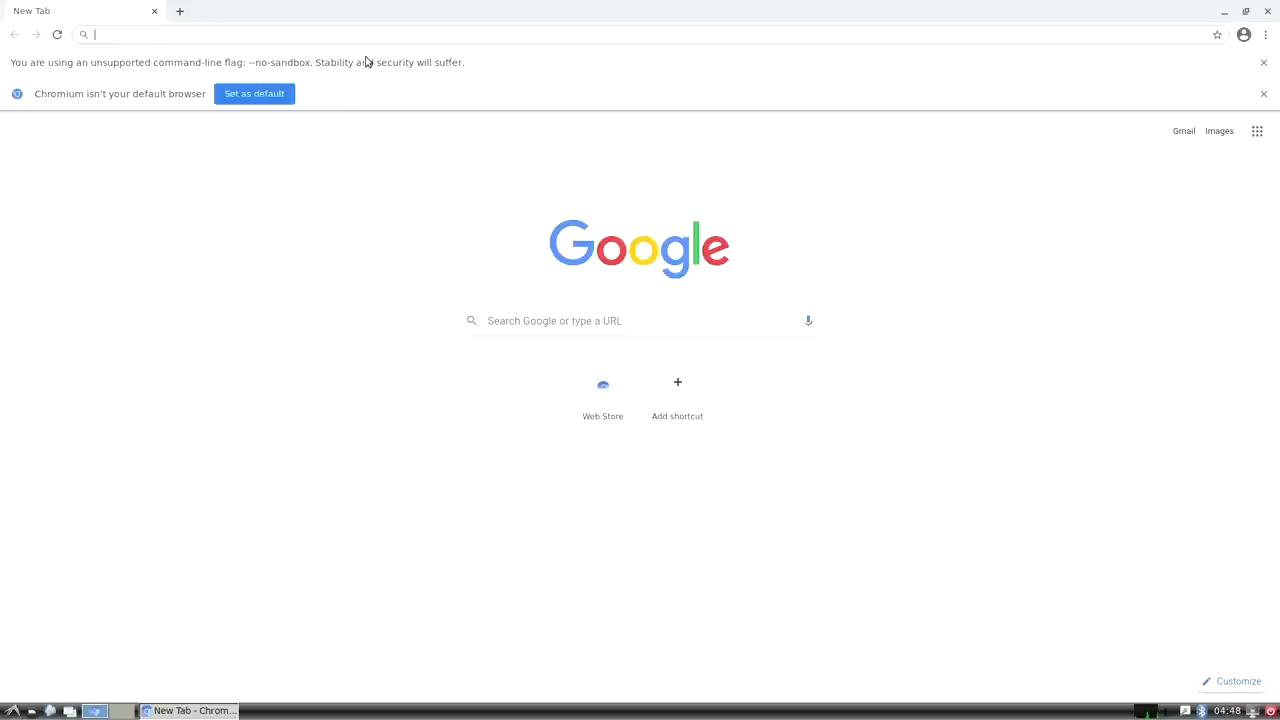 New Tab
You are using an unsupported command-line flag: --no-sandbox. Stability and security will suffer.
Chromium isn't your default browser
Set as default
Gmail
Images
Google
Search Google or type a URL
Web Store
Add shortcut
Customize
New Tab - Chrom...
04:48